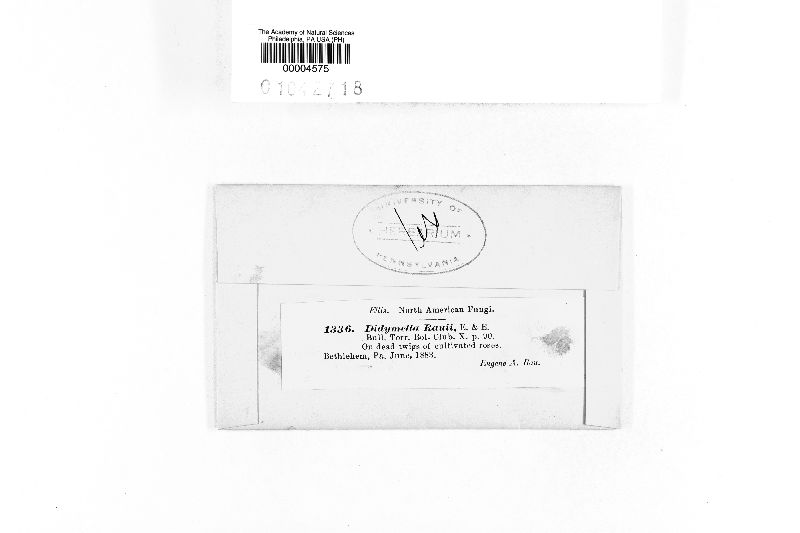 The Academy of Natural Sciences
Philadelphia, PA USA (PH)
00004575
UNIVERSITY OF
HERBARIUM
PENNSYLVANIA
Ellis. North American Fungi.
1336. Didymella Rauii, E. & E.
Bull. Torr. Bot. Club. X. p. 90.
On dead twigs of cultivated roses.
Bethlehem, Pa. June, 1883.
Eugene A. Rau.